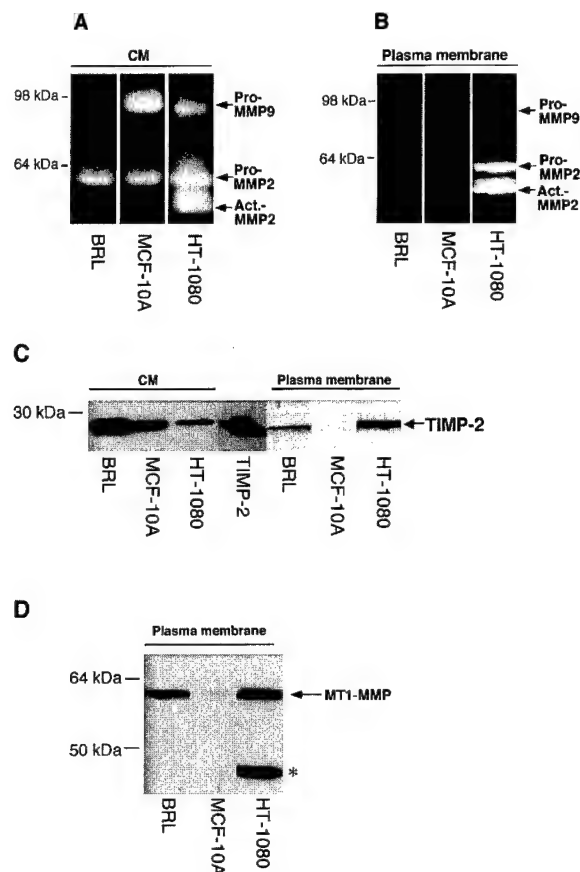 A
CM
98 kDa
64 kDa
Pro-
MMP9
Pro-
MMP2
Act.-
MMP2
BRL
MCF-10A
HT-1080
B
Plasma membrane
98 kDa
64 kDa
Pro-
MMP9
Pro-
MMP2
Act.-
MMP2
BRL
MCF-10A
HT-1080
C
CM
Plasma membrane
30 kDa
TIMP-2
BRL
MCF-10A
HT-1080
TIMP-2
BRL
MCF-10A
HT-1080
D
Plasma membrane
64 kDa
50 kDa
MT1-MMP
*
BRL
MCF-10A
HT-1080